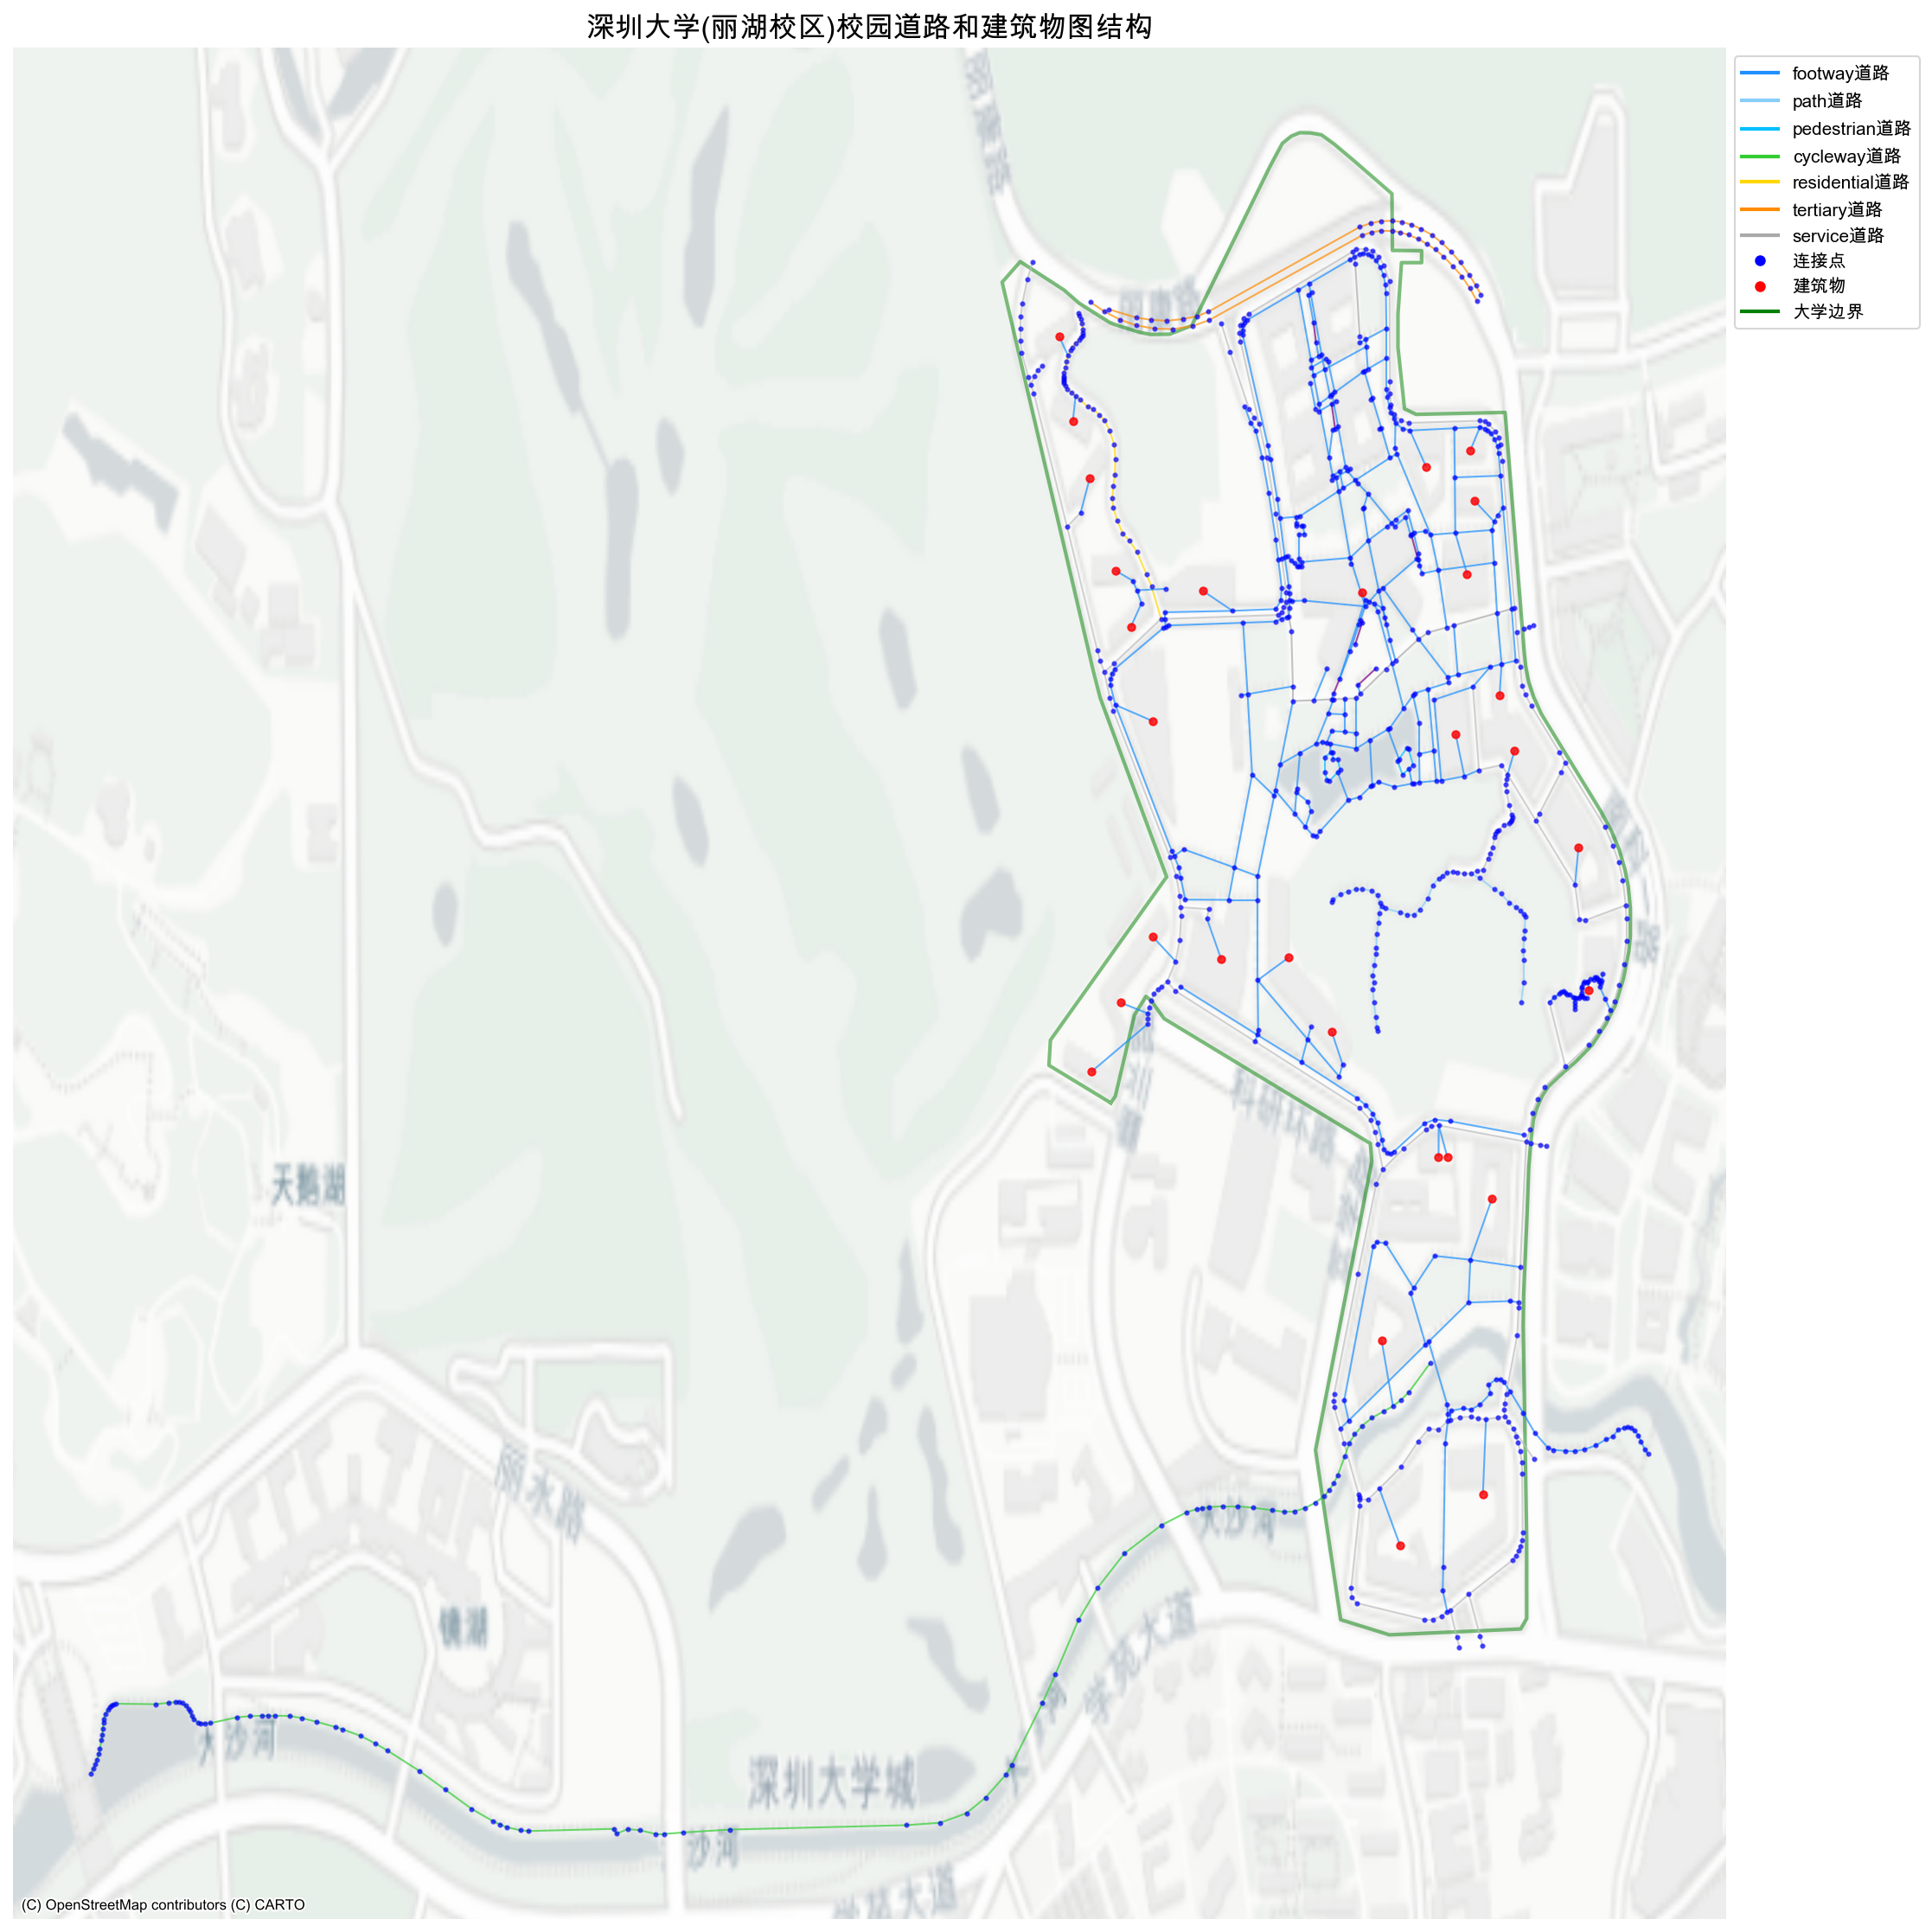 深圳大学(丽湖校区)校园道路和建筑物图结构
footway道路
path道路
pedestrian道路
cycleway道路
residential道路
tertiary道路
service道路
连接点
建筑物
大学边界
丽康路
科研环路
天鹅湖
丽水路
大沙河
镜湖
学苑大道
大沙河
深圳大学城
沙河
学苑大道
(C) OpenStreetMap contributors (C) CARTO